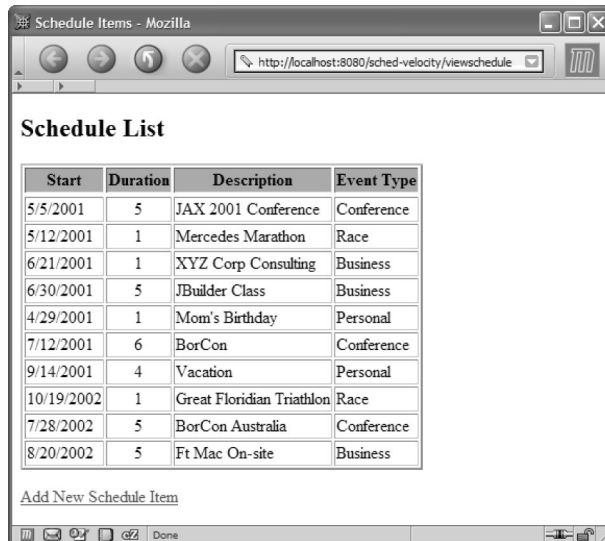 Schedule Items - Mozilla
http://localhost:8080/sched-velocity/viewschedule
Schedule List
Start Duration Description Event Type
5/5/2001 5 JAX 2001 Conference Conference
5/12/2001 1 Mercedes Marathon Race
6/21/2001 1 XYZ Corp Consulting Business
6/30/2001 5 JBuilder Class Business
4/29/2001 1 Mom's Birthday Personal
7/12/2001 6 BorCon Conference
9/14/2001 4 Vacation Personal
10/19/2002 1 Great Floridian Triathlon Race
7/28/2002 5 BorCon Australia Conference
8/20/2002 5 Ft Mac On-site Business
Add New Schedule Item
Done